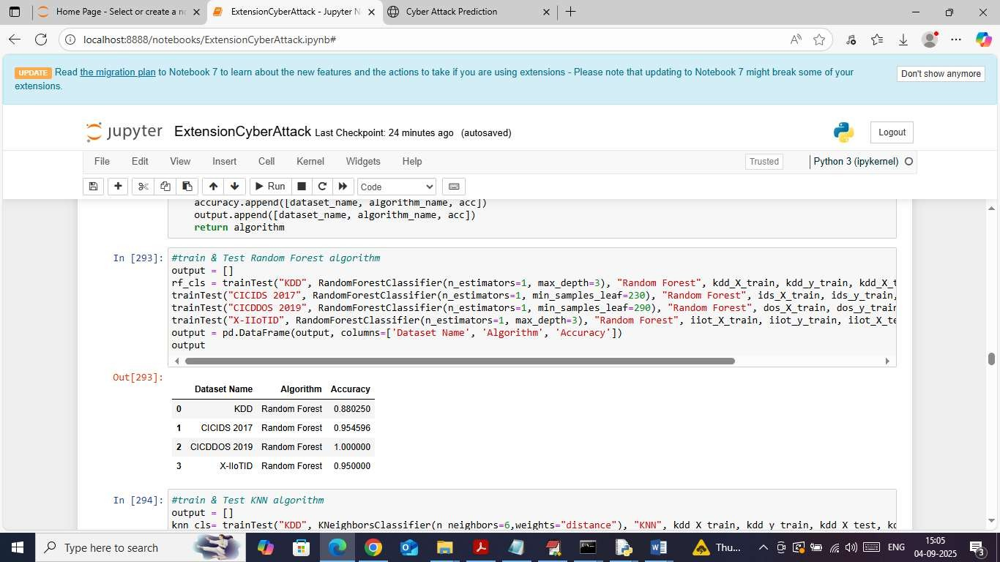 Home Page - Select or create a n
ExtensionCyberAttack - Jupyter N
Cyber Attack Prediction
localhost:8888/notebooks/ExtensionCyberAttack.ipynb#
UPDATE Read the migration plan to Notebook 7 to learn about the new features and the actions to take if you are using extensions - Please note that updating to Notebook 7 might break some of your
extensions.
Don't show anymore
jupyter ExtensionCyberAttack Last Checkpoint: 24 minutes ago (autosaved)
Logout
File Edit View Insert Cell Kernel Widgets Help
Trusted
Python 3 (ipykernel)
Run
Code
accuracy.append([dataset_name, algorithm_name, acc])
output.append([dataset_name, algorithm_name, acc])
return algorithm
In [293]: #train & Test Random Forest algorithm
output = []
rf_cls = trainTest("KDD", RandomForestClassifier(n_estimators=1, max_depth=3), "Random Forest", kdd_X_train, kdd_y_train, kdd_X_t
trainTest("CICIDS 2017", RandomForestClassifier(n_estimators=1, min_samples_leaf=230), "Random Forest", ids_X_train, ids_y_train,
trainTest("CICDDOS 2019", RandomForestClassifier(n_estimators=1, min_samples_leaf=290), "Random Forest", dos_X_train, dos_y_train
trainTest("X-IIoTID", RandomForestClassifier(n_estimators=1, max_depth=3), "Random Forest", iiot_X_train, iiot_y_train, iiot_X_te
output = pd.DataFrame(output, columns=['Dataset Name', 'Algorithm', 'Accuracy'])
output
Out[293]:
Dataset Name Algorithm Accuracy
0 KDD Random Forest 0.880250
1 CICIDS 2017 Random Forest 0.954596
2 CICDDOS 2019 Random Forest 1.000000
3 X-IIoTID Random Forest 0.950000
In [294]: #train & Test KNN algorithm
output = []
knn_cls= trainTest("KDD", KNeighborsClassifier(n_neighbors=6,weights="distance"), "KNN", kdd_X_train, kdd_y_train, kdd_X_test, kd
Type here to search
Thu...
ENG
15:05
04-09-2025
3